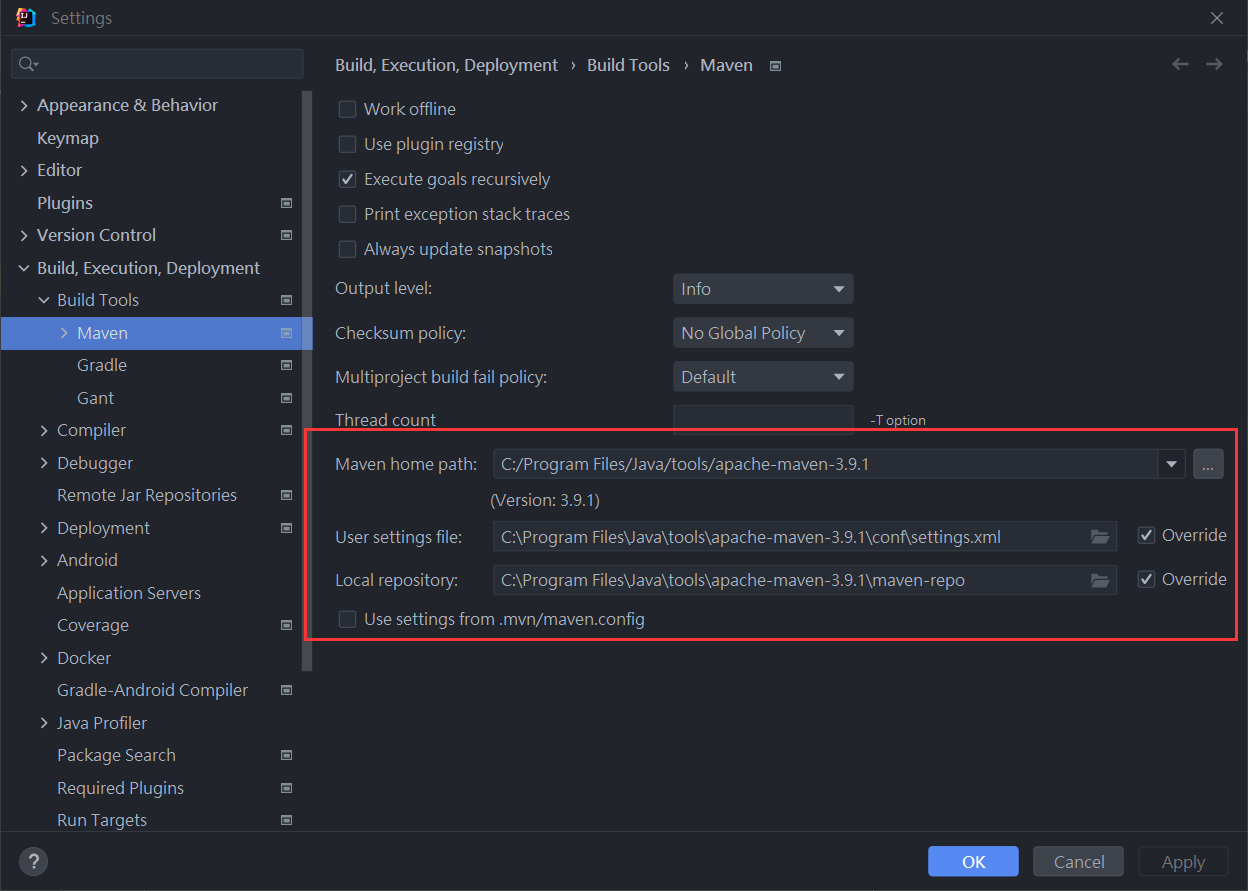 Settings
Build, Execution, Deployment › Build Tools › Maven
Appearance & Behavior
Keymap
Editor
Plugins
Version Control
Build, Execution, Deployment
Build Tools
Maven
Gradle
Gant
Compiler
Debugger
Remote Jar Repositories
Deployment
Android
Application Servers
Coverage
Docker
Gradle-Android Compiler
Java Profiler
Package Search
Required Plugins
Run Targets
Work offline
Use plugin registry
Execute goals recursively
Print exception stack traces
Always update snapshots
Output level: Info
Checksum policy: No Global Policy
Multiproject build fail policy: Default
Thread count -T option
Maven home path: C:/Program Files/Java/tools/apache-maven-3.9.1 ...
(Version: 3.9.1)
User settings file: C:\Program Files\Java\tools\apache-maven-3.9.1\conf\settings.xml Override
Local repository: C:\Program Files\Java\tools\apache-maven-3.9.1\maven-repo Override
Use settings from .mvn/maven.config
? OK Cancel Apply